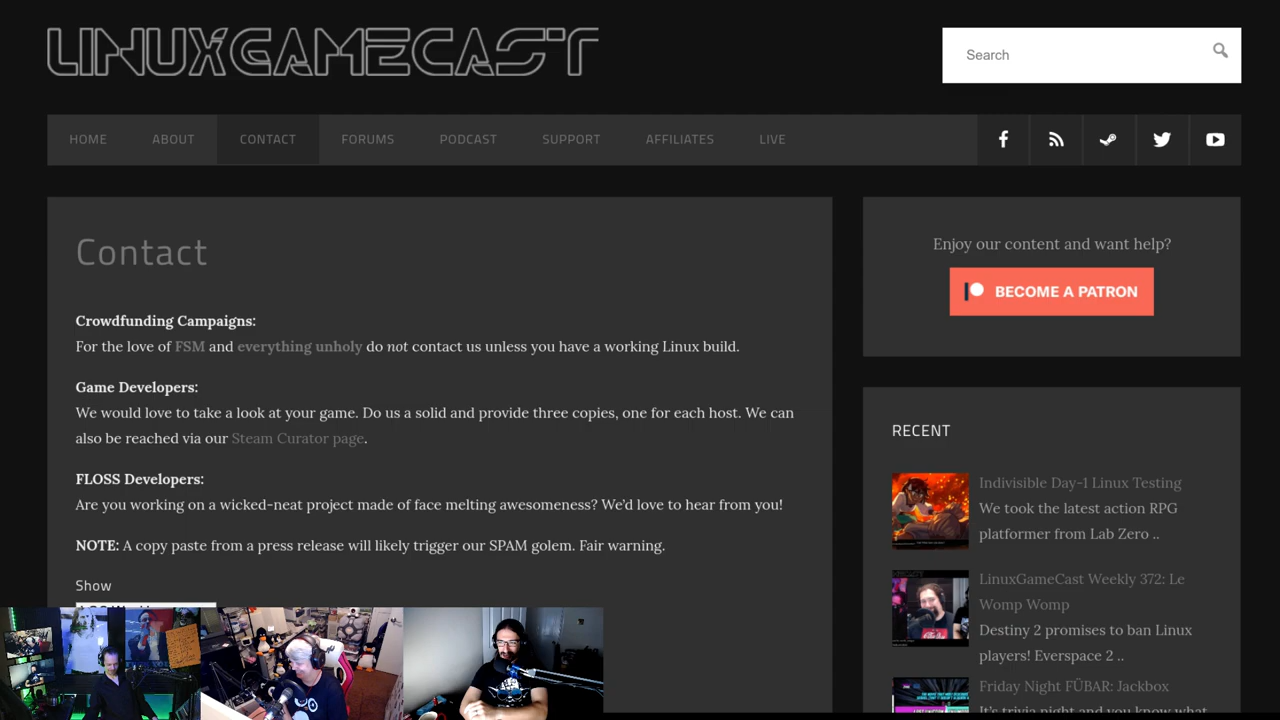 LINUXGAMECAST
Search
HOME ABOUT CONTACT FORUMS PODCAST SUPPORT AFFILIATES LIVE
Contact
Crowdfunding Campaigns:
For the love of FSM and everything unholy do not contact us unless you have a working Linux build.
Game Developers:
We would love to take a look at your game. Do us a solid and provide three copies, one for each host. We can
also be reached via our Steam Curator page.
FLOSS Developers:
Are you working on a wicked-neat project made of face melting awesomeness? We'd love to hear from you!
NOTE: A copy paste from a press release will likely trigger our SPAM golem. Fair warning.
Show
Enjoy our content and want help?
BECOME A PATRON
RECENT
Indivisible Day-1 Linux Testing
We took the latest action RPG
platformer from Lab Zero ..
LinuxGameCast Weekly 372: Le
Womp Womp
Destiny 2 promises to ban Linux
players! Everspace 2 ..
Friday Night FÜBAR: Jackbox
It's trivia night and you know what